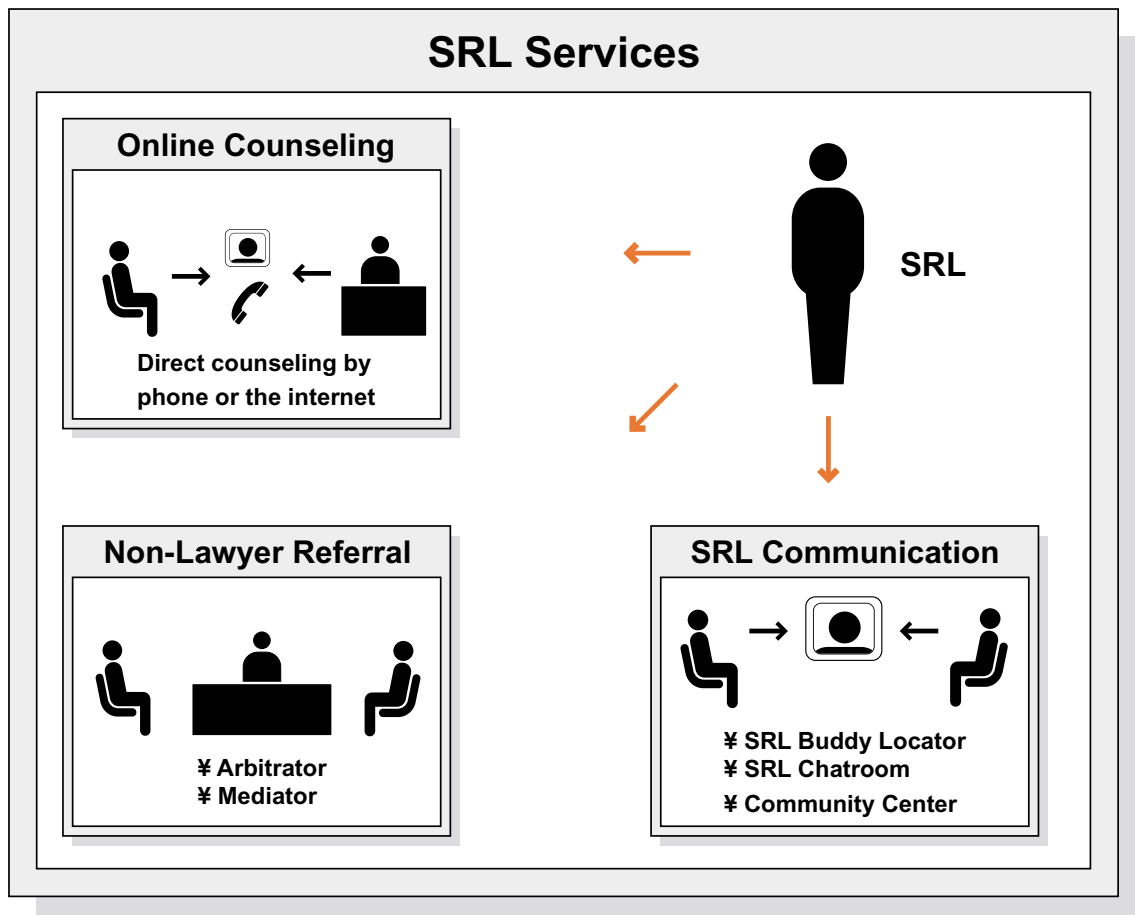 SRL Services
Online Counseling
Direct counseling by
phone or the internet
SRL
Non-Lawyer Referral
¥ Arbitrator
¥ Mediator
SRL Communication
¥ SRL Buddy Locator
¥ SRL Chatroom
¥ Community Center